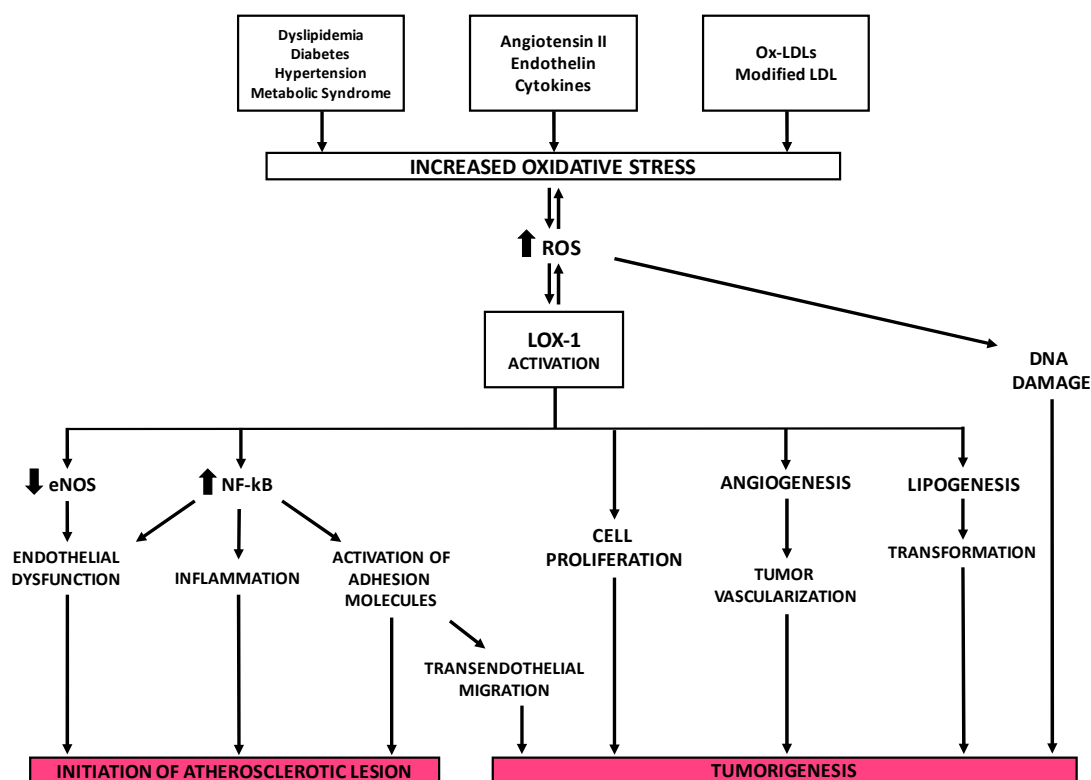 Dyslipidemia
Diabetes
Hypertension
Metabolic Syndrome
Angiotensin II
Endothelin
Cytokines
Ox-LDLs
Modified LDL
INCREASED OXIDATIVE STRESS
ROS
LOX-1
ACTIVATION
DNA
DAMAGE
eNOS
NF-kB
ANGIOGENESIS
LIPOGENESIS
CELL
PROLIFERATION
ENDOTHELIAL
DYSFUNCTION
INFLAMMATION
ACTIVATION OF
ADHESION
MOLECULES
TRANSFORMATION
TUMOR
VASCULARIZATION
TRANSENDOTHELIAL
MIGRATION
INITIATION OF ATHEROSCLEROTIC LESION
TUMORIGENESIS